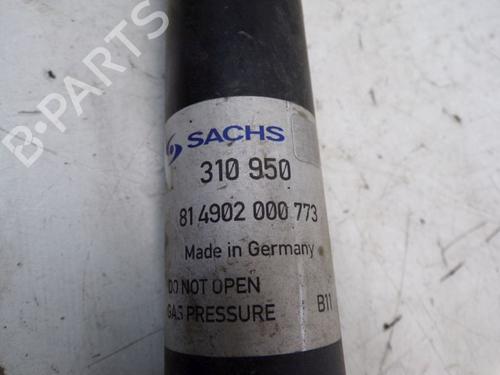 B-PARTS
SACHS
310 950
81 4902 000 773
Made in Germany
DO NOT OPEN
GAS PRESSURE B11